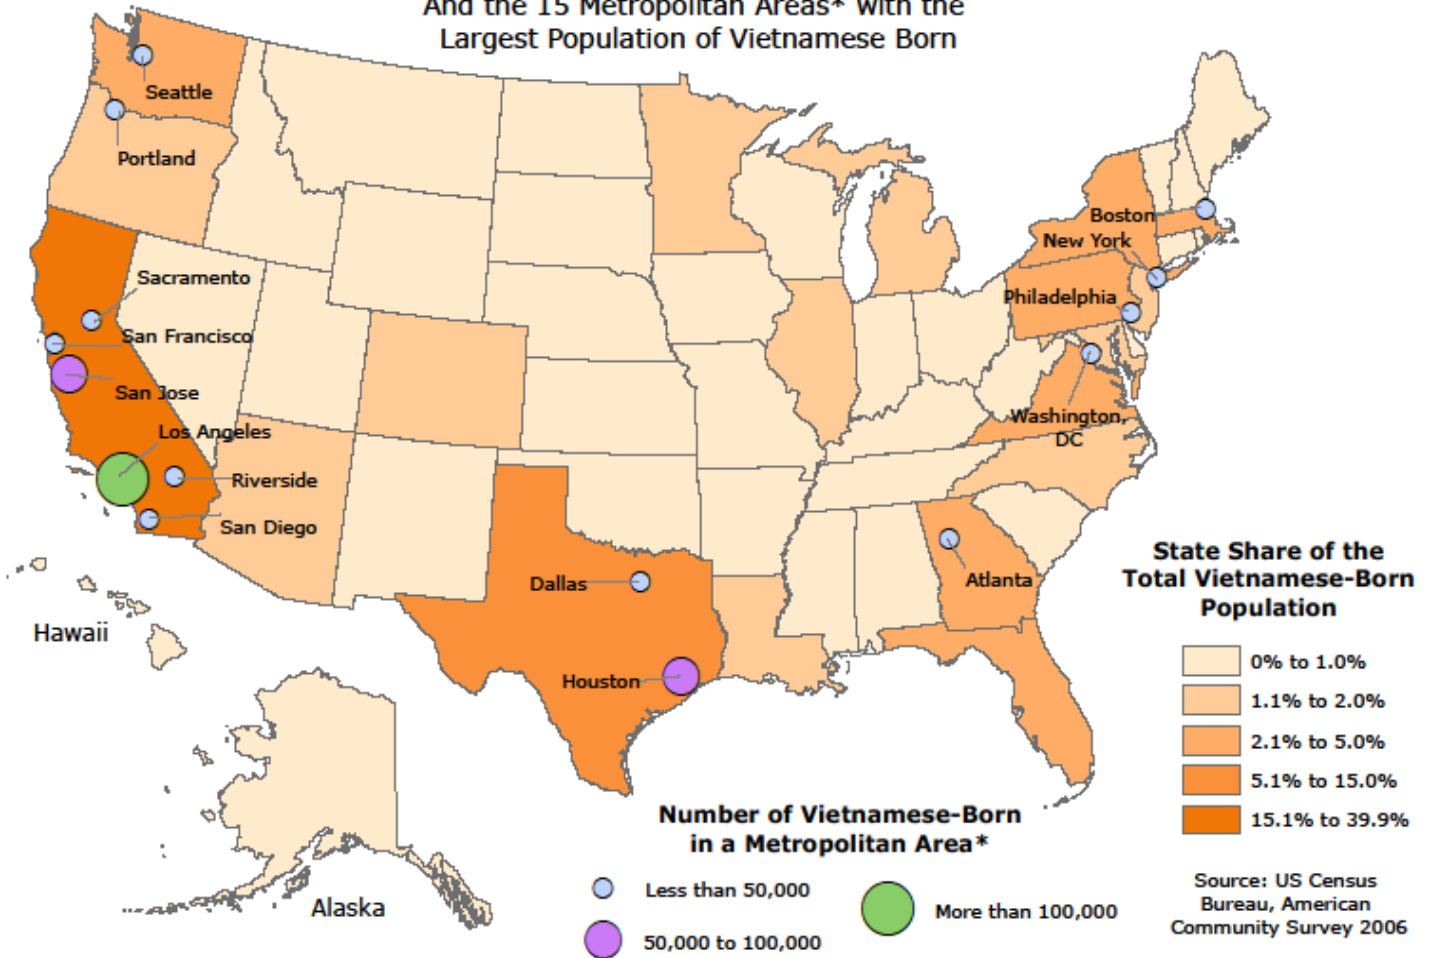 And the 15 Metropolitan Areas* with the
Largest Population of Vietnamese Born
Seattle
Portland
Sacramento
San Francisco
San Jose
Los Angeles
Riverside
San Diego
Boston
New York
Philadelphia
Washington,
DC
Atlanta
Dallas
Houston
Hawaii
Alaska
State Share of the
Total Vietnamese-Born
Population
0% to 1.0%
1.1% to 2.0%
2.1% to 5.0%
5.1% to 15.0%
15.1% to 39.9%
Number of Vietnamese-Born
in a Metropolitan Area*
Less than 50,000
50,000 to 100,000
More than 100,000
Source: US Census
Bureau, American
Community Survey 2006